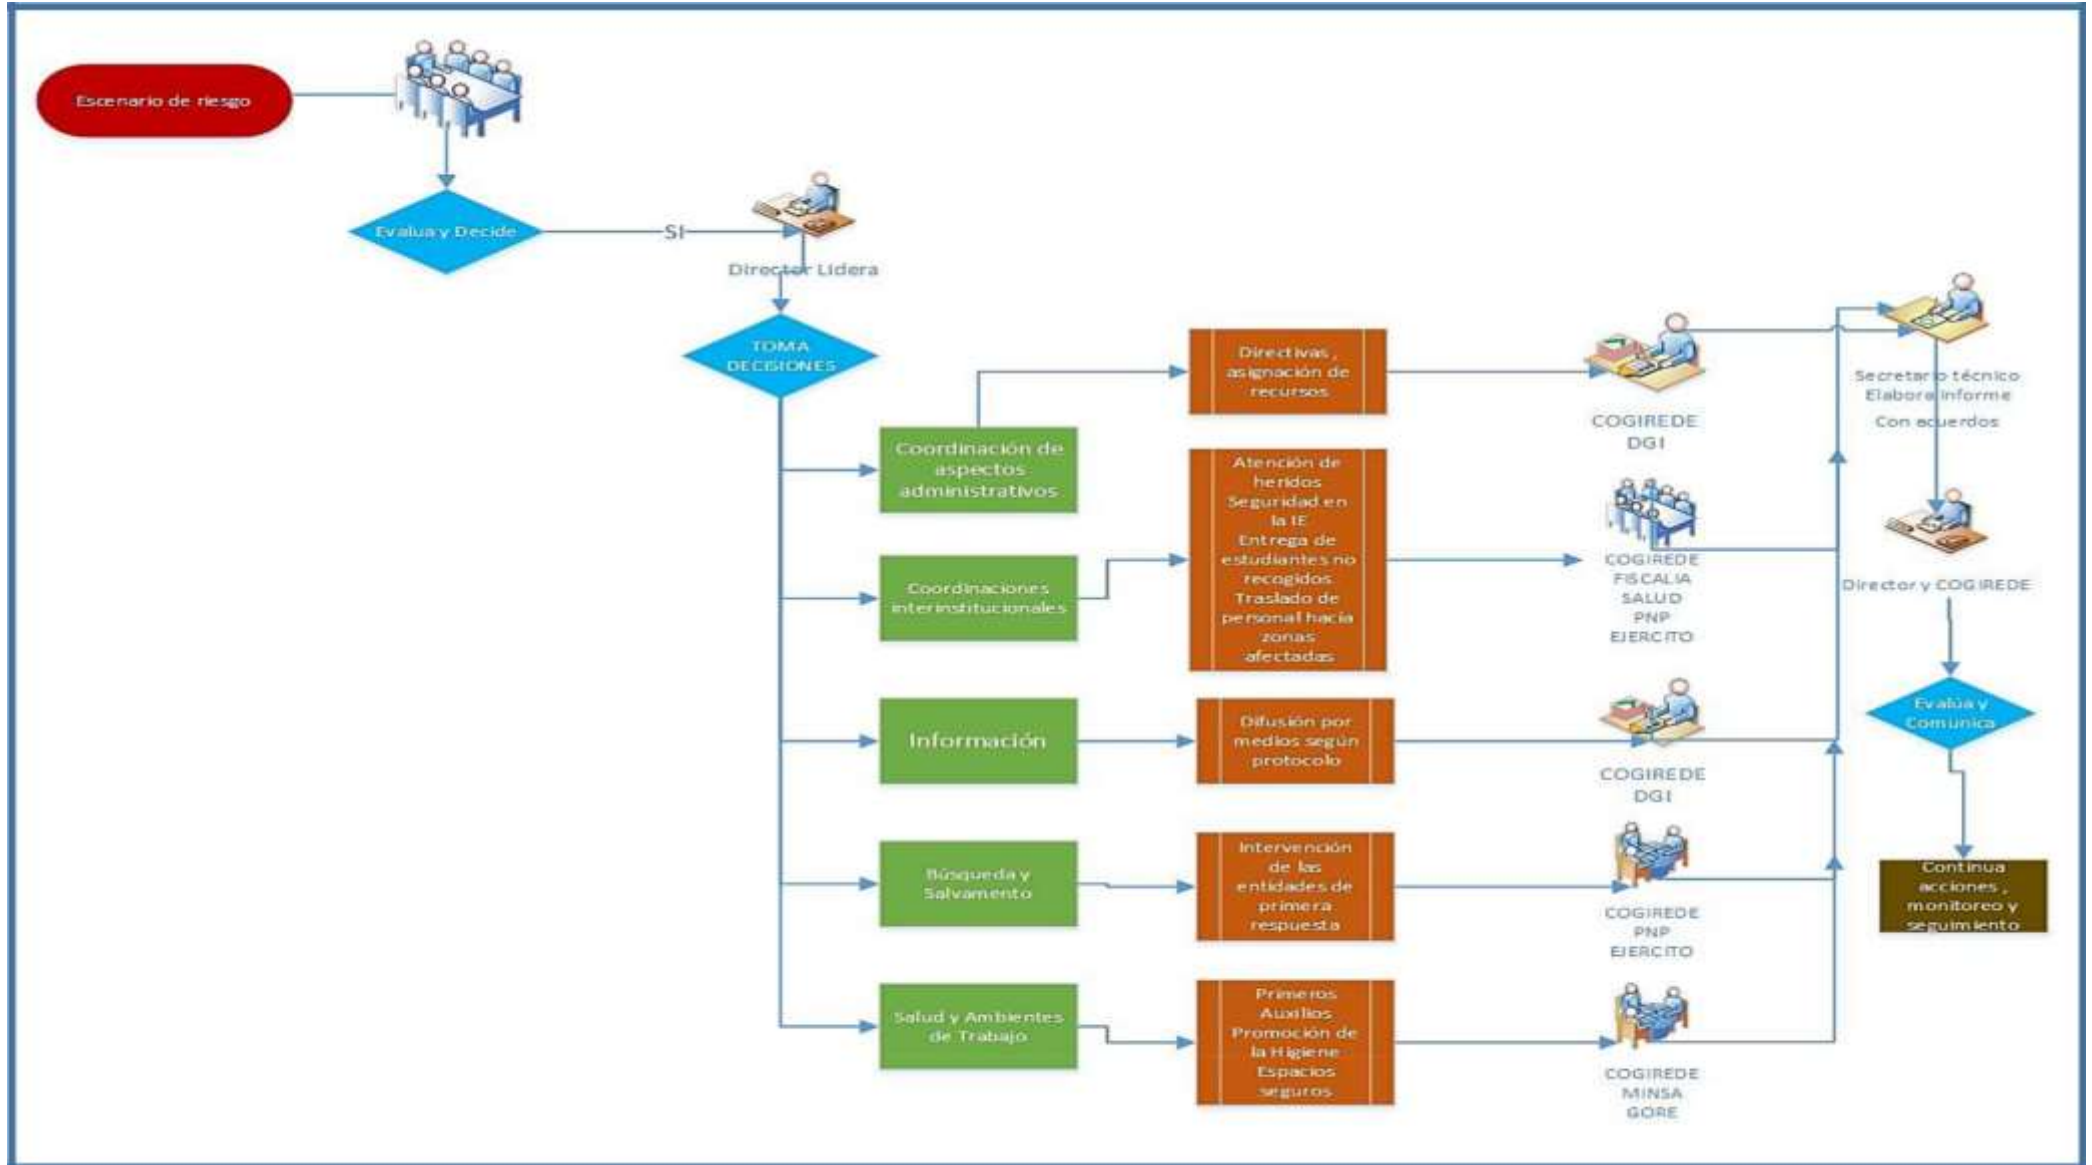 Escenario de riesgo
Evalua y Decide
SI
Director Lidera
TOMA
DECISIONES
Coordinación de
aspectos
administrativos
Directivas,
asignación de
recursos
COGIREDE
DGI
Coordinaciones
interinstitucionales
Atención de
heridos
Seguridad en
la IE
Entrega de
estudiantes no
recogidos
Traslado de
personal hacia
zonas
afectadas
COGIREDE
FISCALIA
SALUD
PNP
EJERCITO
Información
Difusión por
medios según
protocolo
COGIREDE
DGI
Búsqueda y
Salvamento
Intervención
de las
entidades de
primera
respuesta
COGIREDE
PNP
EJERCITO
Salud y Ambientes
de Trabajo
Primeros
Auxilios
Promoción de
la Higiene
Espacios
seguros
COGIREDE
MINSA
GORE
Secretario técnico
Elabora Informe
Con acuerdos
Director y COGIREDE
Evalúa y
Comunica
Continua
acciones,
monitoreo y
seguimiento